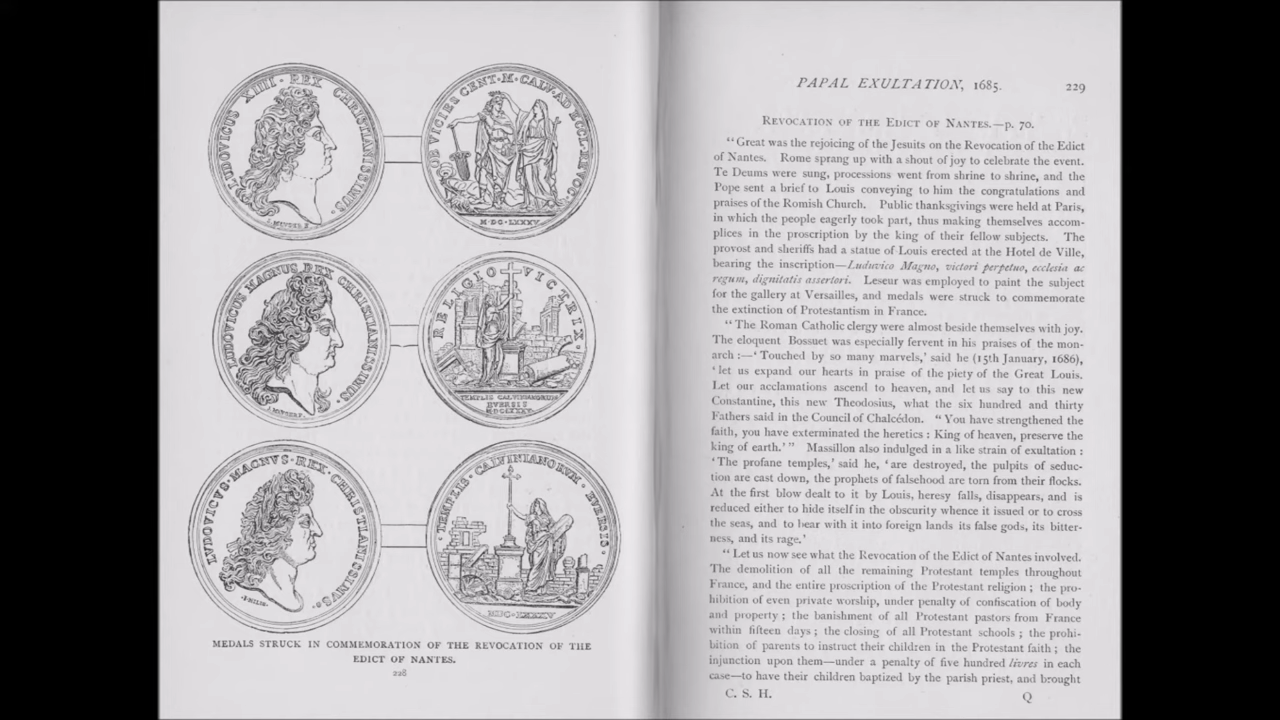 LUDOVICUS XIIII · REX CHRISTIANISSIMUS.
OB VICIES CENT · M · CALV · AD ECCL · REVOC ·
M · DC · LXXXV
LUDOVICUS MAGNUS REX CHRISTIANISSIMUS.
RELIGIO · VICTRIX ·
TEMPLIS CALVINIANORUM
EVERSIS
MDCLXXXV.
LVDOVICVS · MAGNVS · REX · CHRISTIANISSIMVS ·
· TEMPLIS · CALVINIANORVM · EVERSIS ·
MDC · LXXXV
MEDALS STRUCK IN COMMEMORATION OF THE REVOCATION OF THE
EDICT OF NANTES.
228
PAPAL EXULTATION, 1685. 229
REVOCATION OF THE EDICT OF NANTES.—p. 70.
“Great was the rejoicing of the Jesuits on the Revocation of the Edict
of Nantes. Rome sprang up with a shout of joy to celebrate the event.
Te Deums were sung, processions went from shrine to shrine, and the
Pope sent a brief to Louis conveying to him the congratulations and
praises of the Romish Church. Public thanksgivings were held at Paris,
in which the people eagerly took part, thus making themselves accom-
plices in the proscription by the king of their fellow subjects. The
provost and sheriffs had a statue of Louis erected at the Hotel de Ville,
bearing the inscription—Luduvico Magno, victori perpetuo, ecclesia ac
regum, dignitatis assertori. Leseur was employed to paint the subject
for the gallery at Versailles, and medals were struck to commemorate
the extinction of Protestantism in France.
“The Roman Catholic clergy were almost beside themselves with joy.
The eloquent Bossuet was especially fervent in his praises of the mon-
arch :—‘Touched by so many marvels,’ said he (15th January, 1686),
‘let us expand our hearts in praise of the piety of the Great Louis.
Let our acclamations ascend to heaven, and let us say to this new
Constantine, this new Theodosius, what the six hundred and thirty
Fathers said in the Council of Chalcédon. “You have strengthened the
faith, you have exterminated the heretics : King of heaven, preserve the
king of earth.’” Massillon also indulged in a like strain of exultation :
‘The profane temples,’ said he, ‘are destroyed, the pulpits of seduc-
tion are cast down, the prophets of falsehood are torn from their flocks.
At the first blow dealt to it by Louis, heresy falls, disappears, and is
reduced either to hide itself in the obscurity whence it issued or to cross
the seas, and to bear with it into foreign lands its false gods, its bitter-
ness, and its rage.’
“Let us now see what the Revocation of the Edict of Nantes involved.
The demolition of all the remaining Protestant temples throughout
France, and the entire proscription of the Protestant religion ; the pro-
hibition of even private worship, under penalty of confiscation of body
and property ; the banishment of all Protestant pastors from France
within fifteen days ; the closing of all Protestant schools ; the prohi-
bition of parents to instruct their children in the Protestant faith ; the
injunction upon them—under a penalty of five hundred livres in each
case—to have their children baptized by the parish priest, and brought
C. S. H. Q